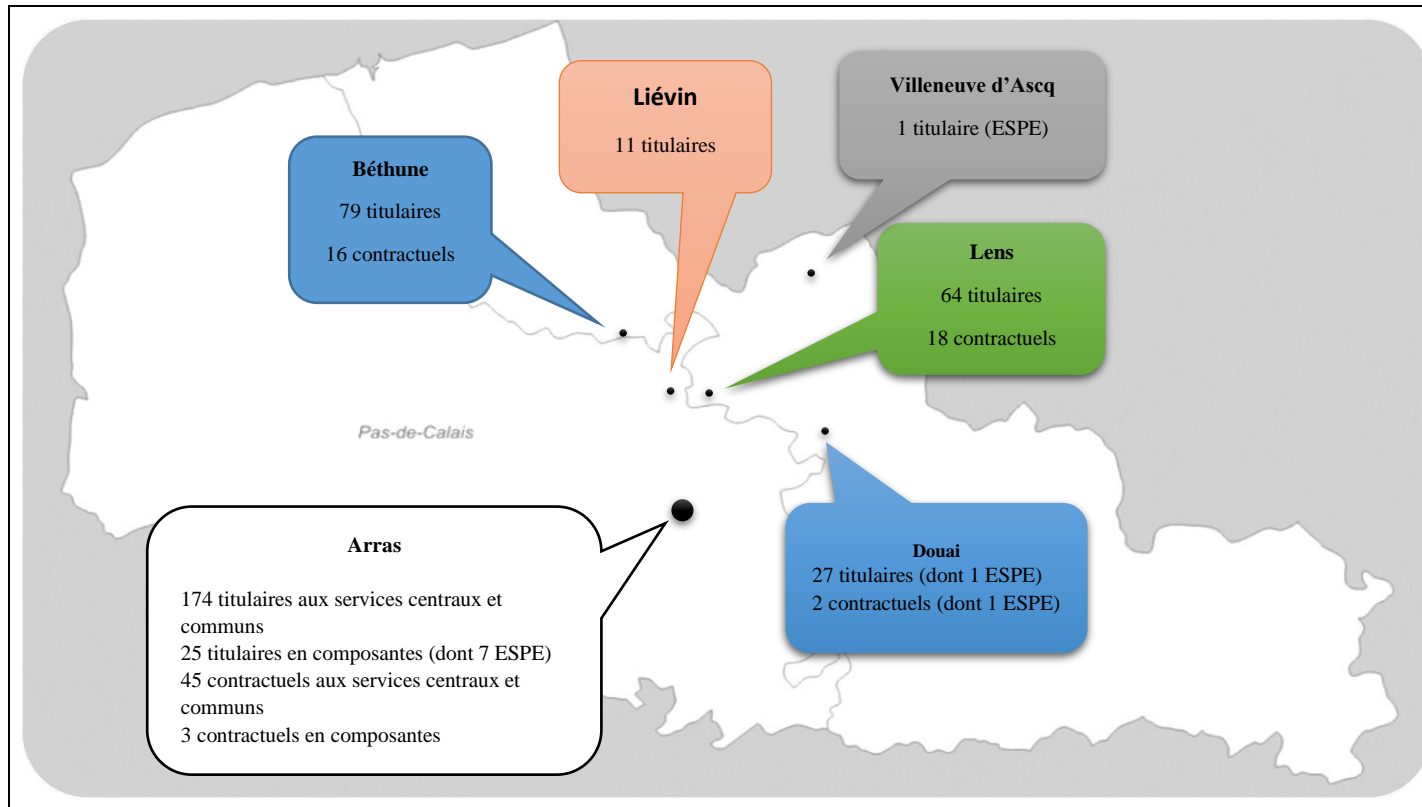 Liévin
11 titulaires
Villeneuve d’Ascq
1 titulaire (ESPE)
Béthune
79 titulaires
16 contractuels
Lens
64 titulaires
18 contractuels
Pas-de-Calais
Arras
174 titulaires aux services centraux et
communs
25 titulaires en composantes (dont 7 ESPE)
45 contractuels aux services centraux et
communs
3 contractuels en composantes
Douai
27 titulaires (dont 1 ESPE)
2 contractuels (dont 1 ESPE)